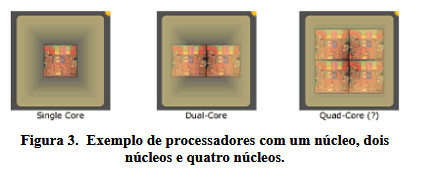 Single Core
Dual-Core
Quad-Core (?)
Figura 3. Exemplo de processadores com um núcleo, dois
núcleos e quatro núcleos.